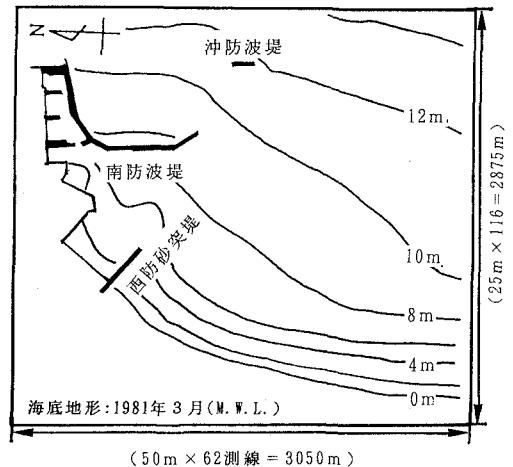 N
沖防波堤
12m.
南防波堤
西防砂突堤
10m.
8m
4m
0m
海底地形:1981年3月(M.W.L.)
(25m×116=2875m)
(50m×62測線=3050m)